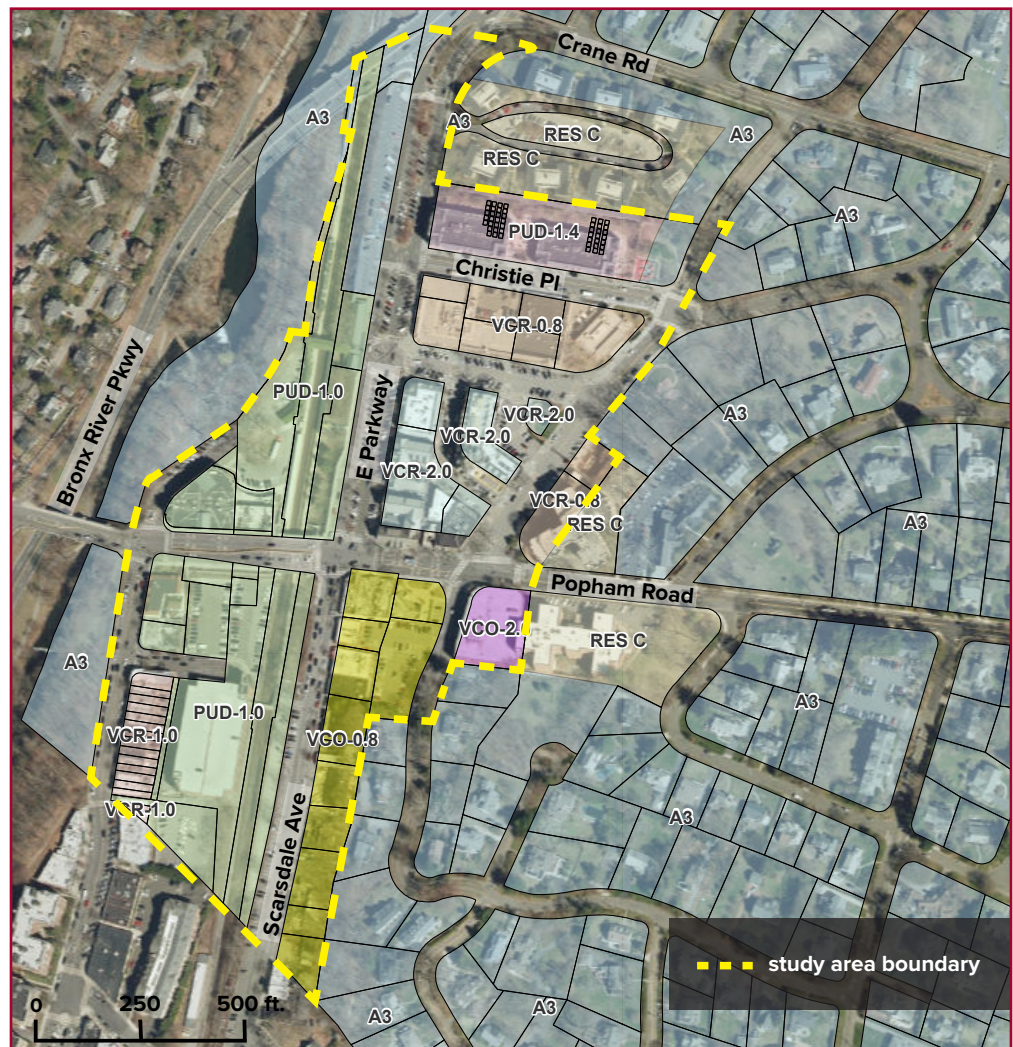 Crane Rd
A3
A3
RES C
A3
RES C
A3
PUD-1.4
Christie Pl
VCR-0.8
Bronx River Pkwy
PUD-1.0
E Parkway
VCR-2.0
A3
VCR-2.0
VCR-2.0
VCR-0.8
A3
RES C
Popham Road
VCO-2.
RES C
A3
A3
PUD-1.0
VCR-1.0
VCO-0.8
VCR-1.0
A3
Scarsdale Ave
study area boundary
0 250 500 ft.
A3
A3